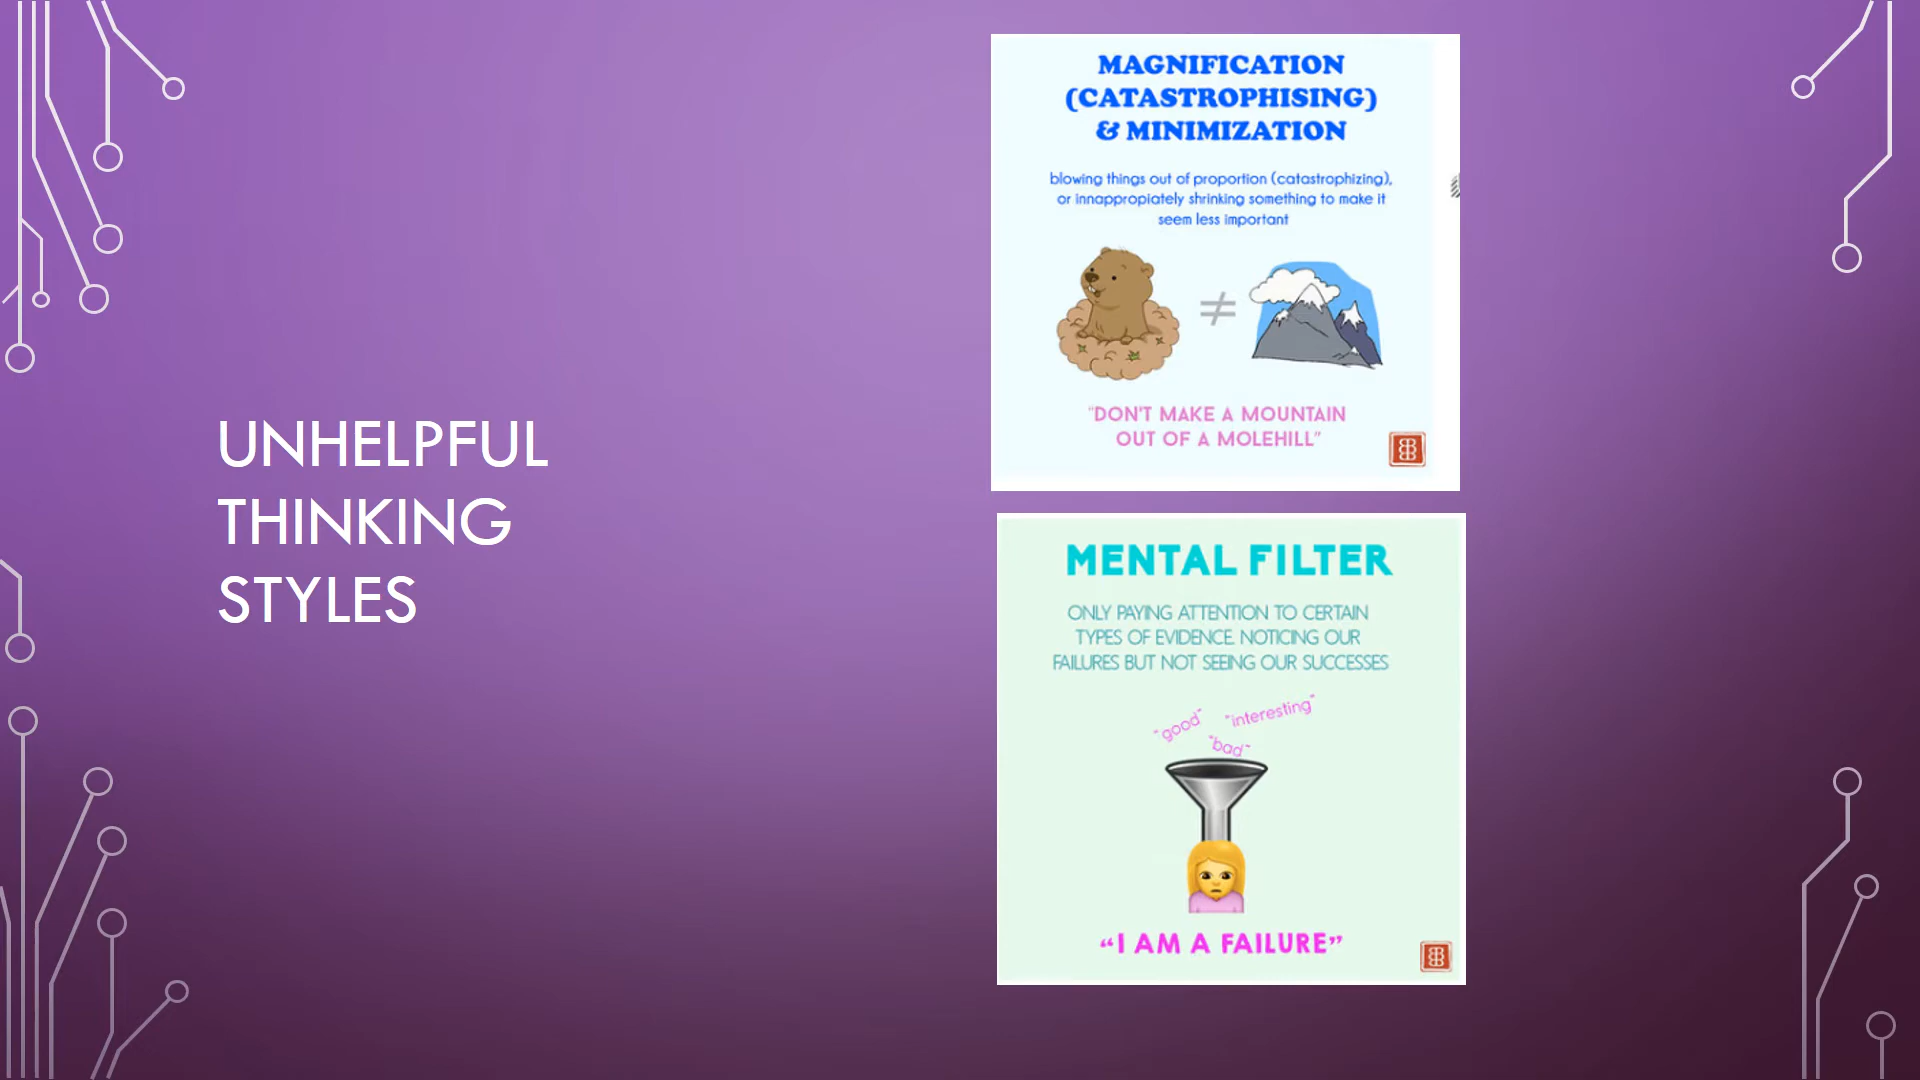 UNHELPFUL
THINKING
STYLES
MAGNIFICATION
(CATASTROPHISING)
& MINIMIZATION
blowing things out of proportion (catastrophizing),
or innappropiately shrinking something to make it
seem less important
≠
"DON'T MAKE A MOUNTAIN
OUT OF A MOLEHILL"
MENTAL FILTER
ONLY PAYING ATTENTION TO CERTAIN
TYPES OF EVIDENCE. NOTICING OUR
FAILURES BUT NOT SEEING OUR SUCCESSES
"good" "interesting"
"bad"
"I AM A FAILURE"